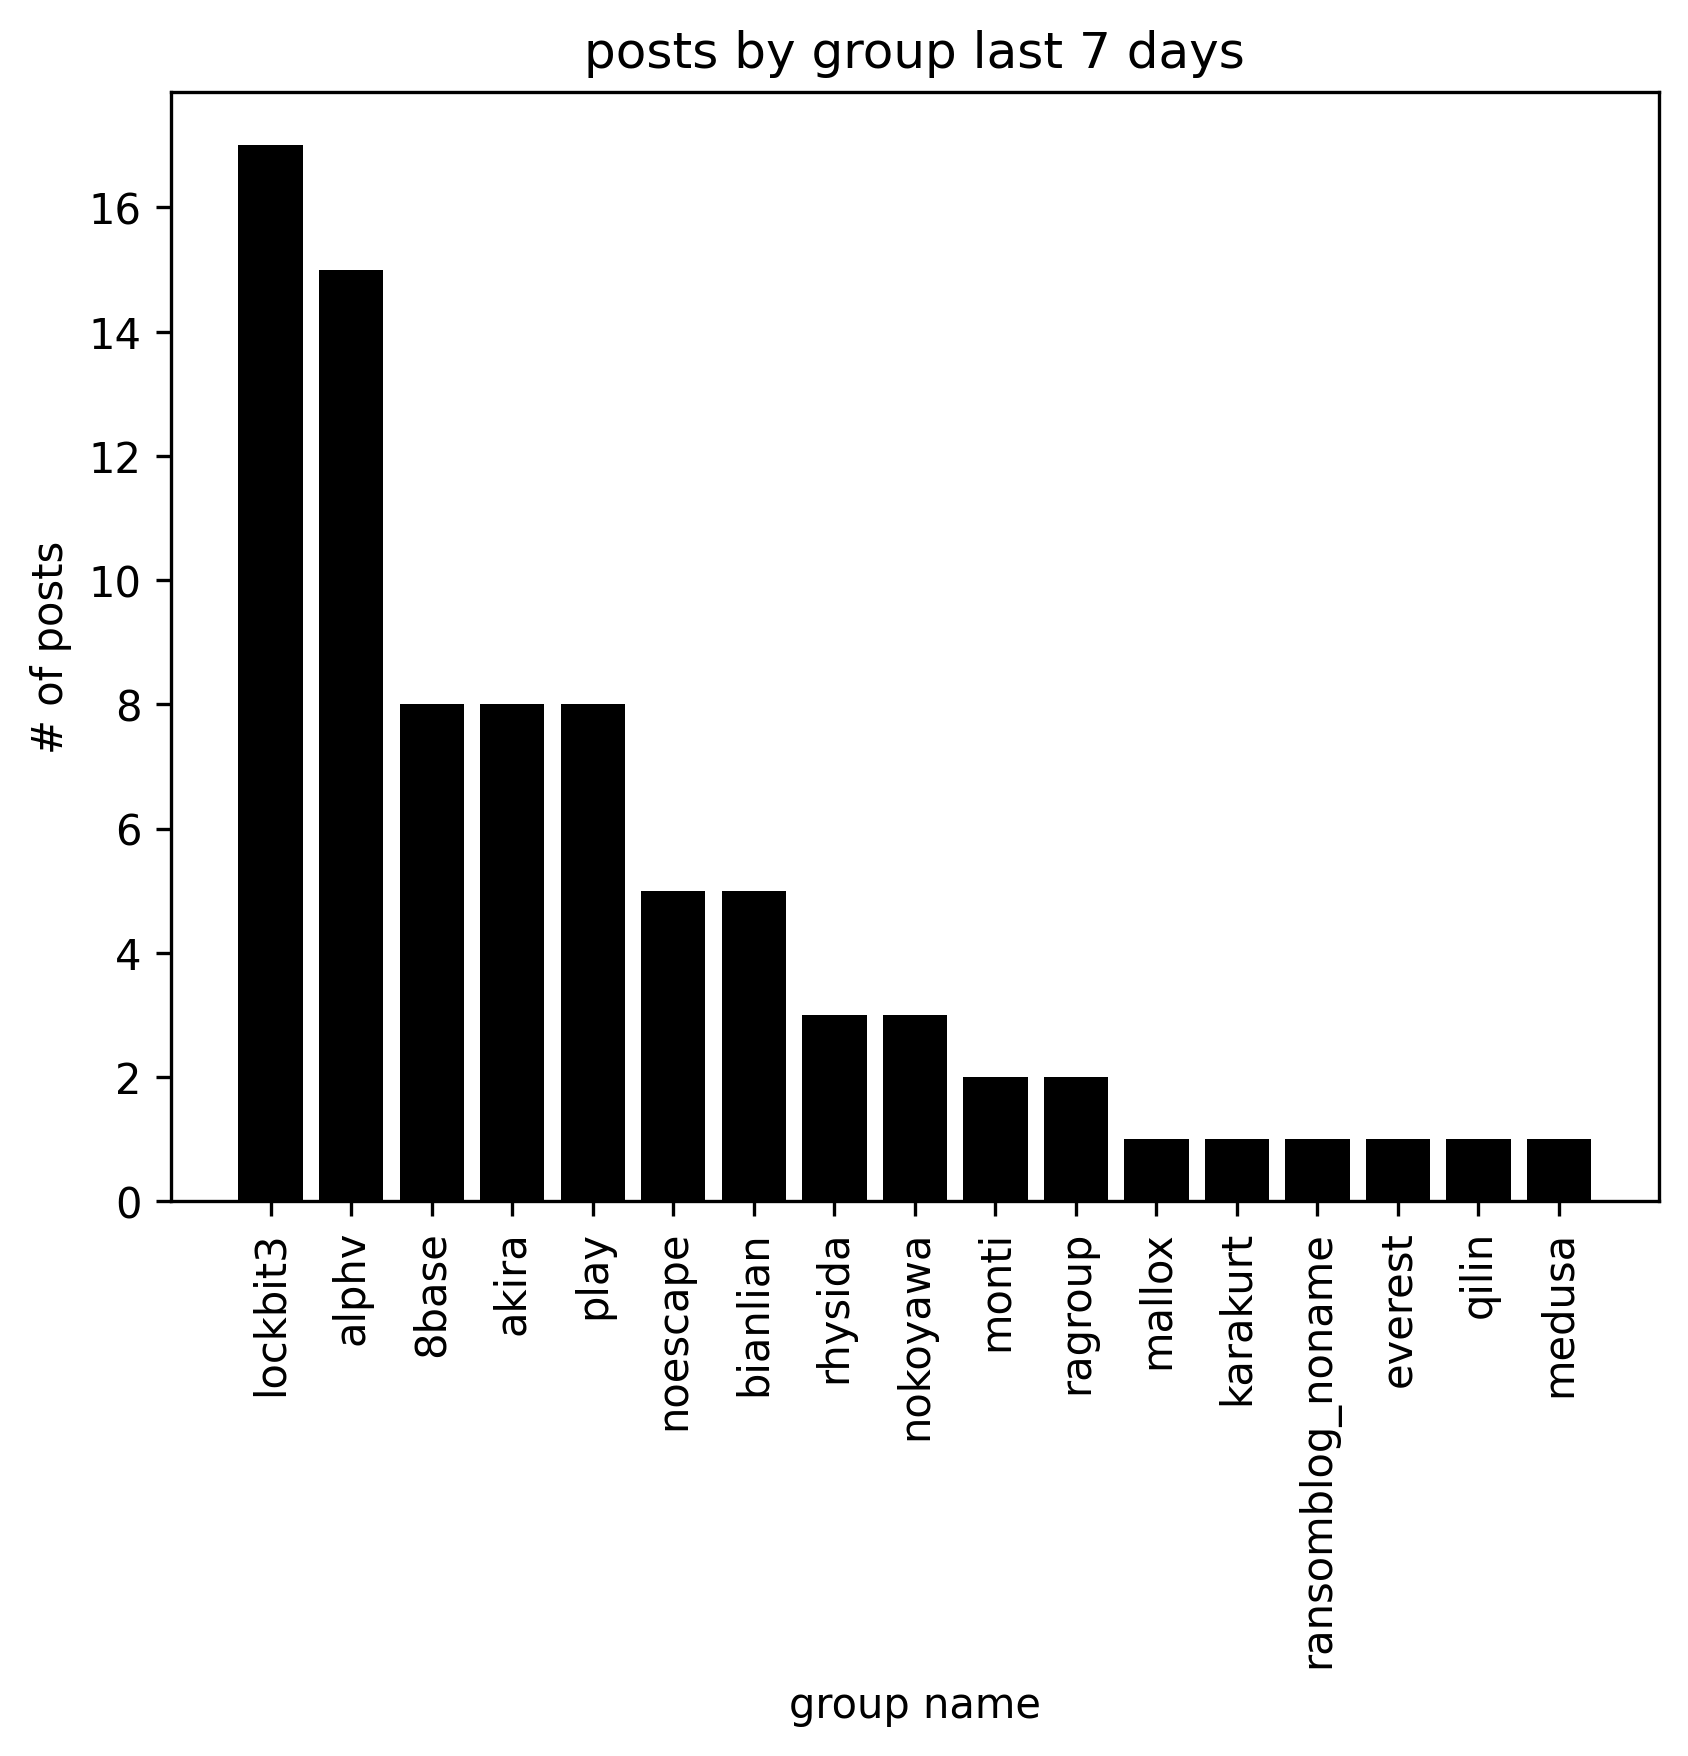 posts by group last 7 days
# of posts
16
14
12
10
8
6
4
2
0
lockbit3
alphv
8base
akira
play
noescape
bianlian
rhysida
nokoyawa
monti
ragroup
mallox
karakurt
ransomblog_noname
everest
qilin
medusa
group name